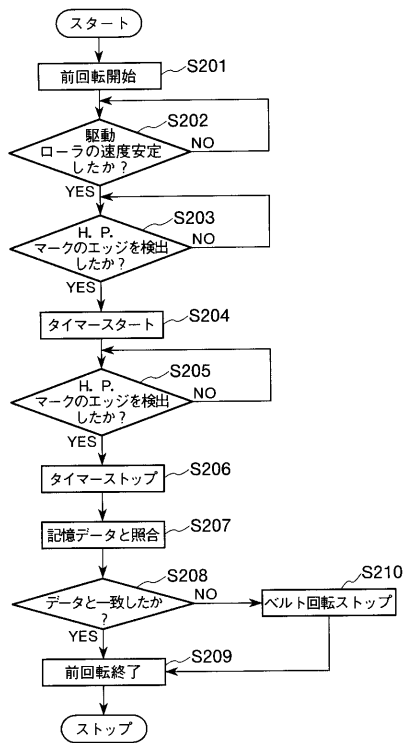 スタート
前回転開始
S201
駆動
ローラの速度安定
したか?
S202
NO
YES
H. P.
マークのエッジを検出
したか?
S203
NO
YES
タイマースタート
S204
H. P.
マークのエッジを検出
したか?
S205
NO
YES
タイマーストップ
S206
記憶データと照合
S207
データと一致したか
?
S208
NO
YES
ベルト回転ストップ
S210
前回転終了
S209
ストップ